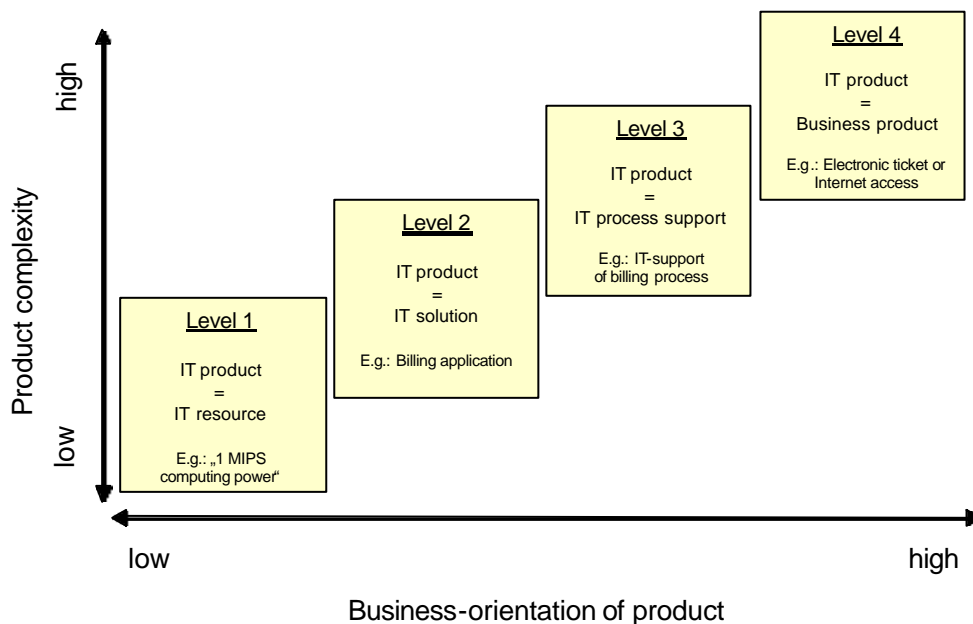 Product complexity
high
low
Level 1
IT product
=
IT resource
E.g.: „1 MIPS
computing power“
Level 2
IT product
=
IT solution
E.g.: Billing application
Level 3
IT product
=
IT process support
E.g.: IT-support
of billing process
Level 4
IT product
=
Business product
E.g.: Electronic ticket or
Internet access
low
high
Business-orientation of product